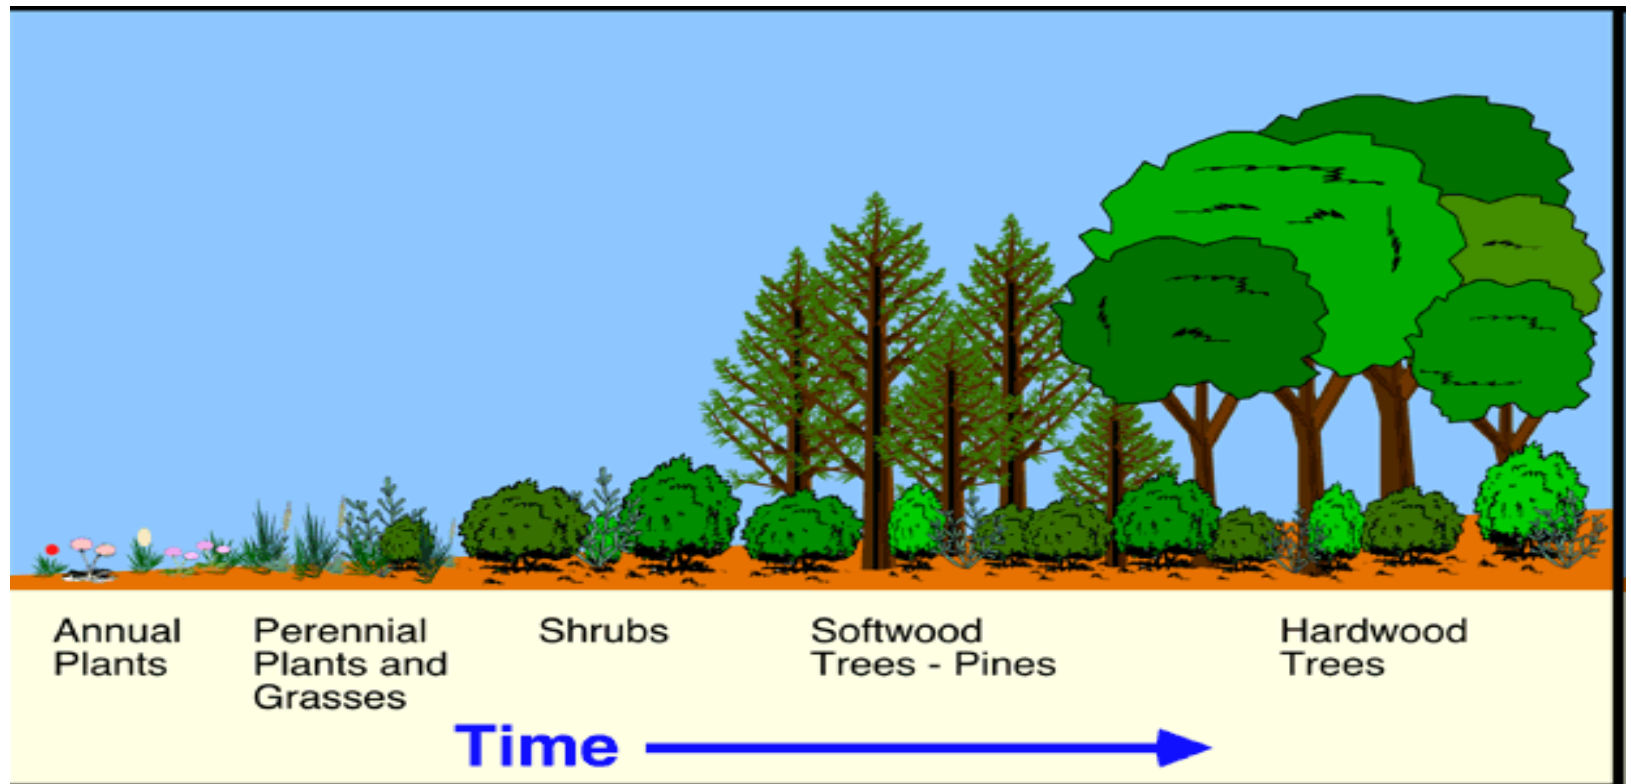 Annual
Plants
Perennial
Plants and
Grasses
Shrubs
Softwood
Trees - Pines
Hardwood
Trees
Time